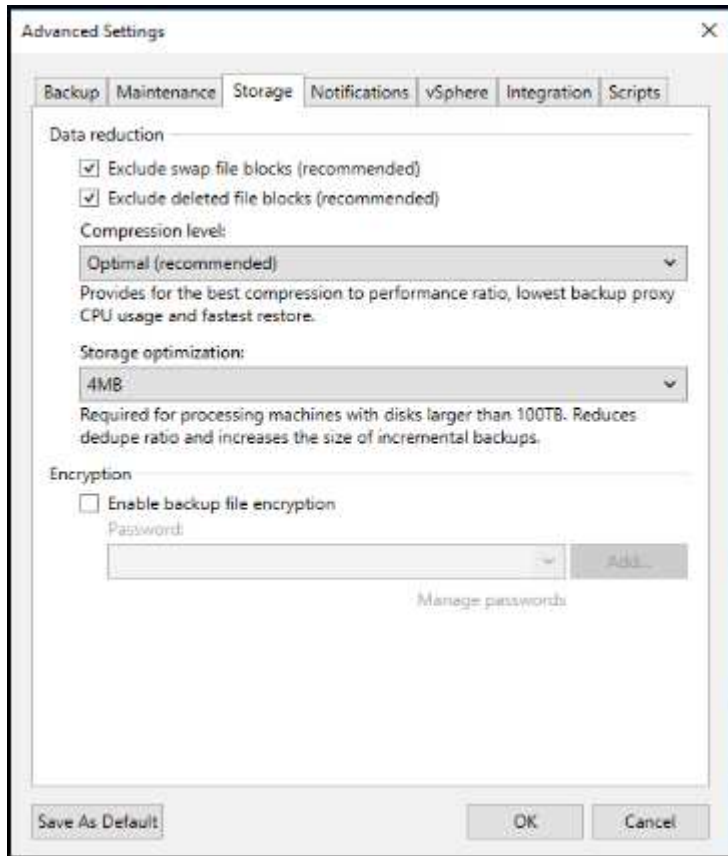 Advanced Settings
Backup
Maintenance
Storage
Notifications
vSphere
Integration
Scripts
Data reduction
Exclude swap file blocks (recommended)
Exclude deleted file blocks (recommended)
Compression level:
Optimal (recommended)
Provides for the best compression to performance ratio, lowest backup proxy
CPU usage and fastest restore.
Storage optimization:
4MB
Required for processing machines with disks larger than 100TB. Reduces
dedupe ratio and increases the size of incremental backups.
Encryption
Enable backup file encryption
Password:
Add...
Manage passwords
Save As Default
OK
Cancel